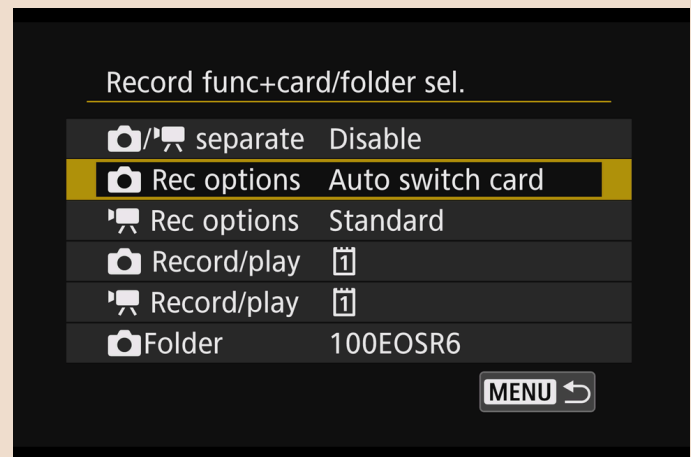 Record func+card/folder sel.
/ separate Disable
Rec options Auto switch card
Rec options Standard
Record/play 1
Record/play 1
Folder 100EOSR6
MENU